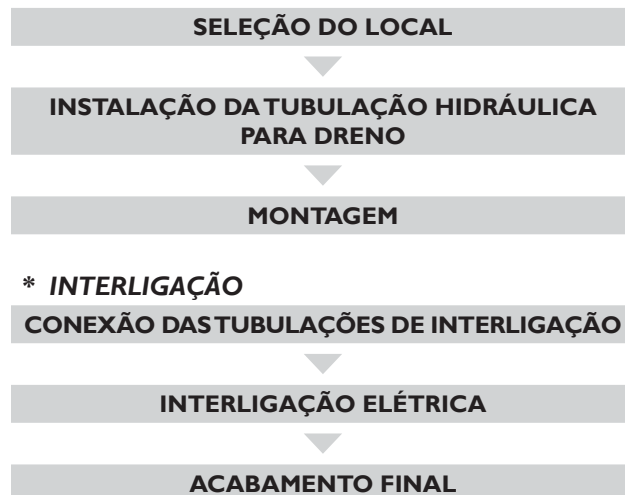 SELEÇÃO DO LOCAL
INSTALAÇÃO DA TUBULAÇÃO HIDRÁULICA
PARA DRENO
MONTAGEM
* INTERLIGAÇÃO
CONEXÃO DAS TUBULAÇÕES DE INTERLIGAÇÃO
INTERLIGAÇÃO ELÉTRICA
ACABAMENTO FINAL